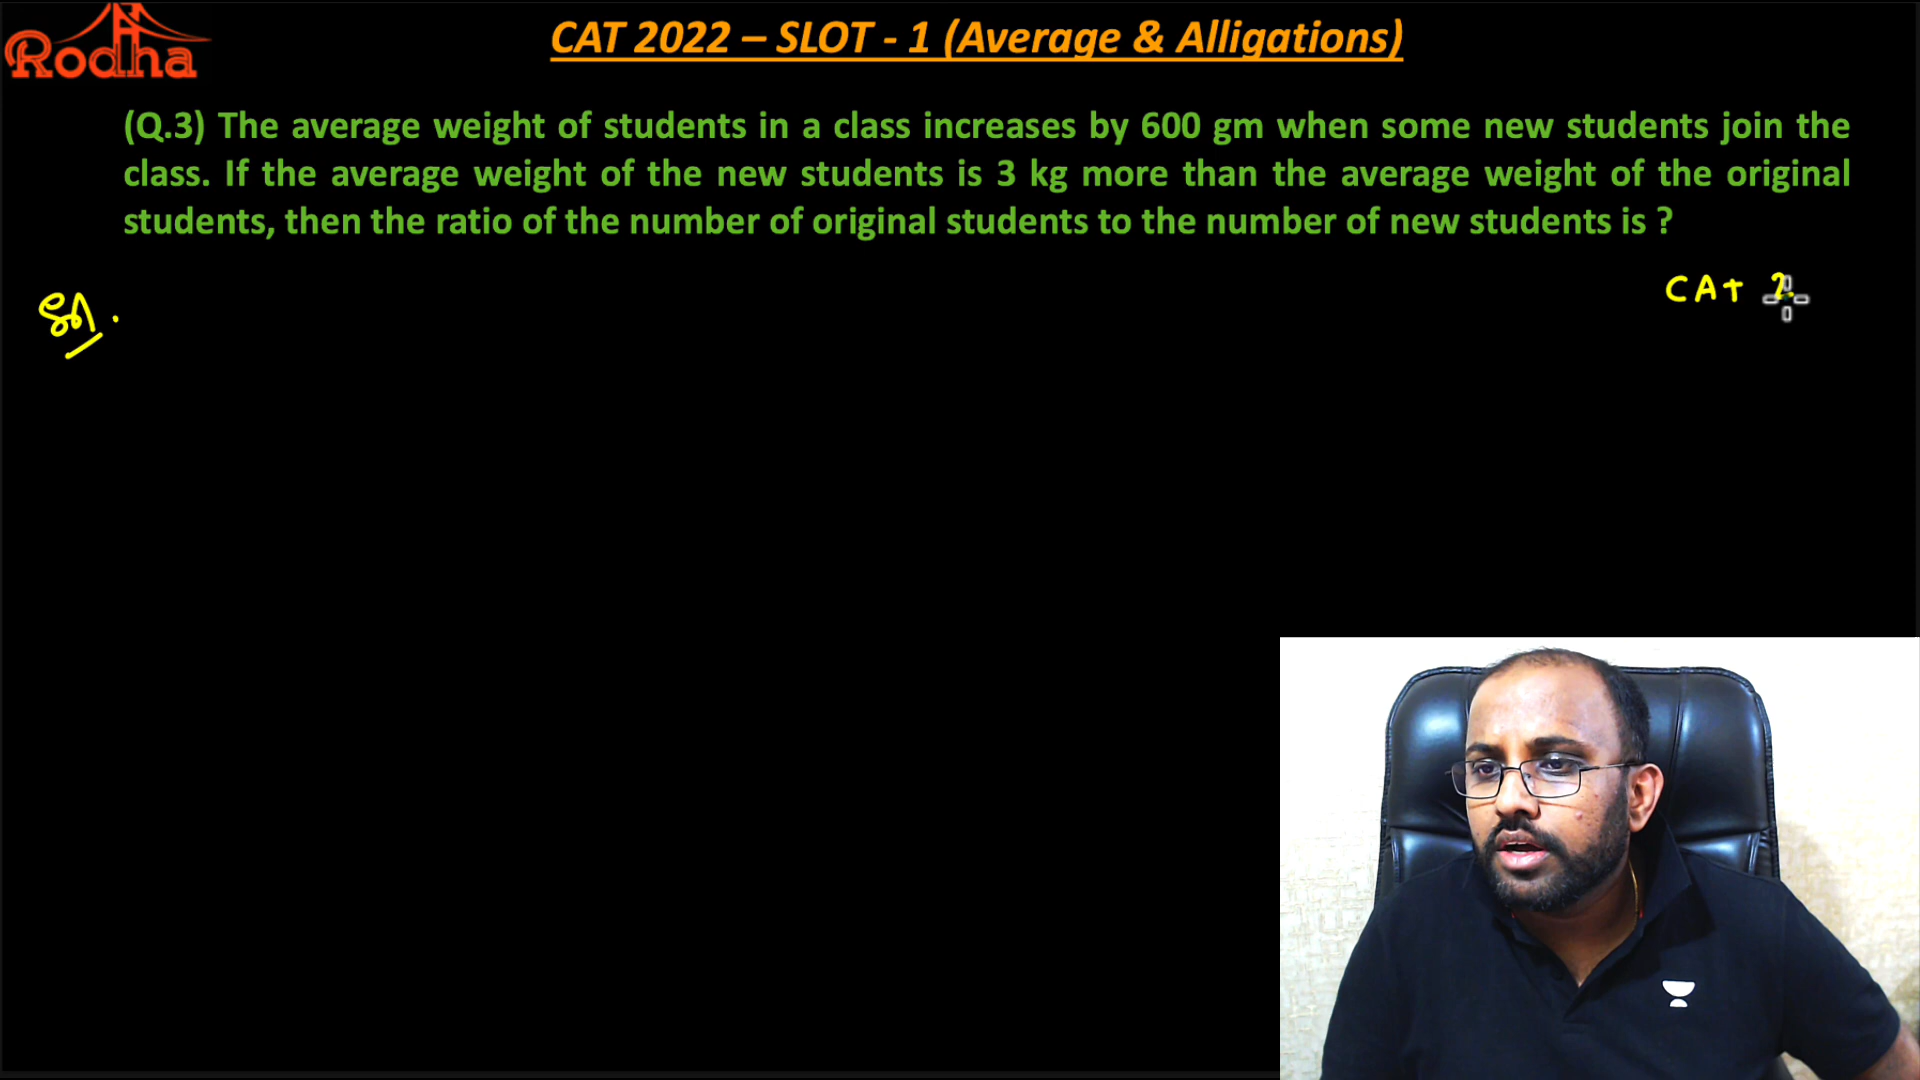 Rodha
CAT 2022 – SLOT - 1 (Average & Alligations)
(Q.3) The average weight of students in a class increases by 600 gm when some new students join the
class. If the average weight of the new students is 3 kg more than the average weight of the original
students, then the ratio of the number of original students to the number of new students is ?
CAT 2